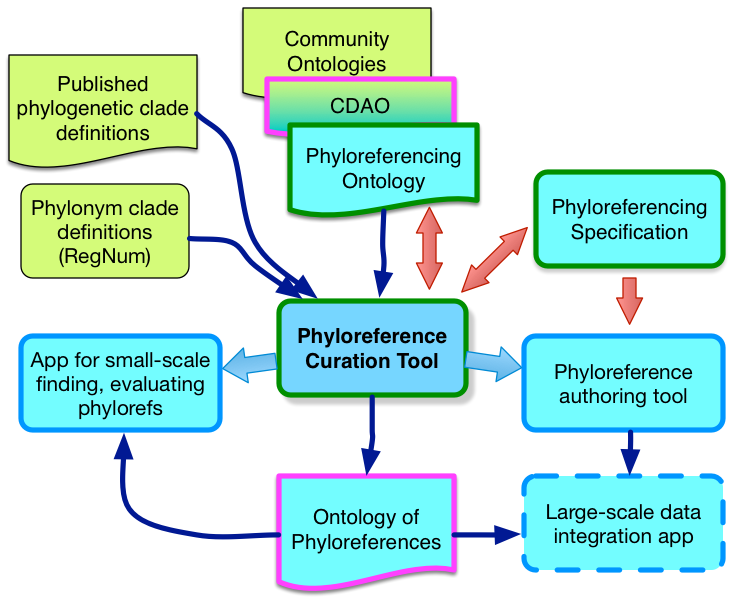 Community
Ontologies
CDAO
Published
phylogenetic clade
definitions
Phyloreferencing
Ontology
Phylonym clade
definitions
(RegNum)
Phyloreferencing
Specification
Phyloreference
Curation Tool
App for small-scale
finding, evaluating
phylorefs
Phyloreference
authoring tool
Ontology of
Phyloreferences
Large-scale data
integration app